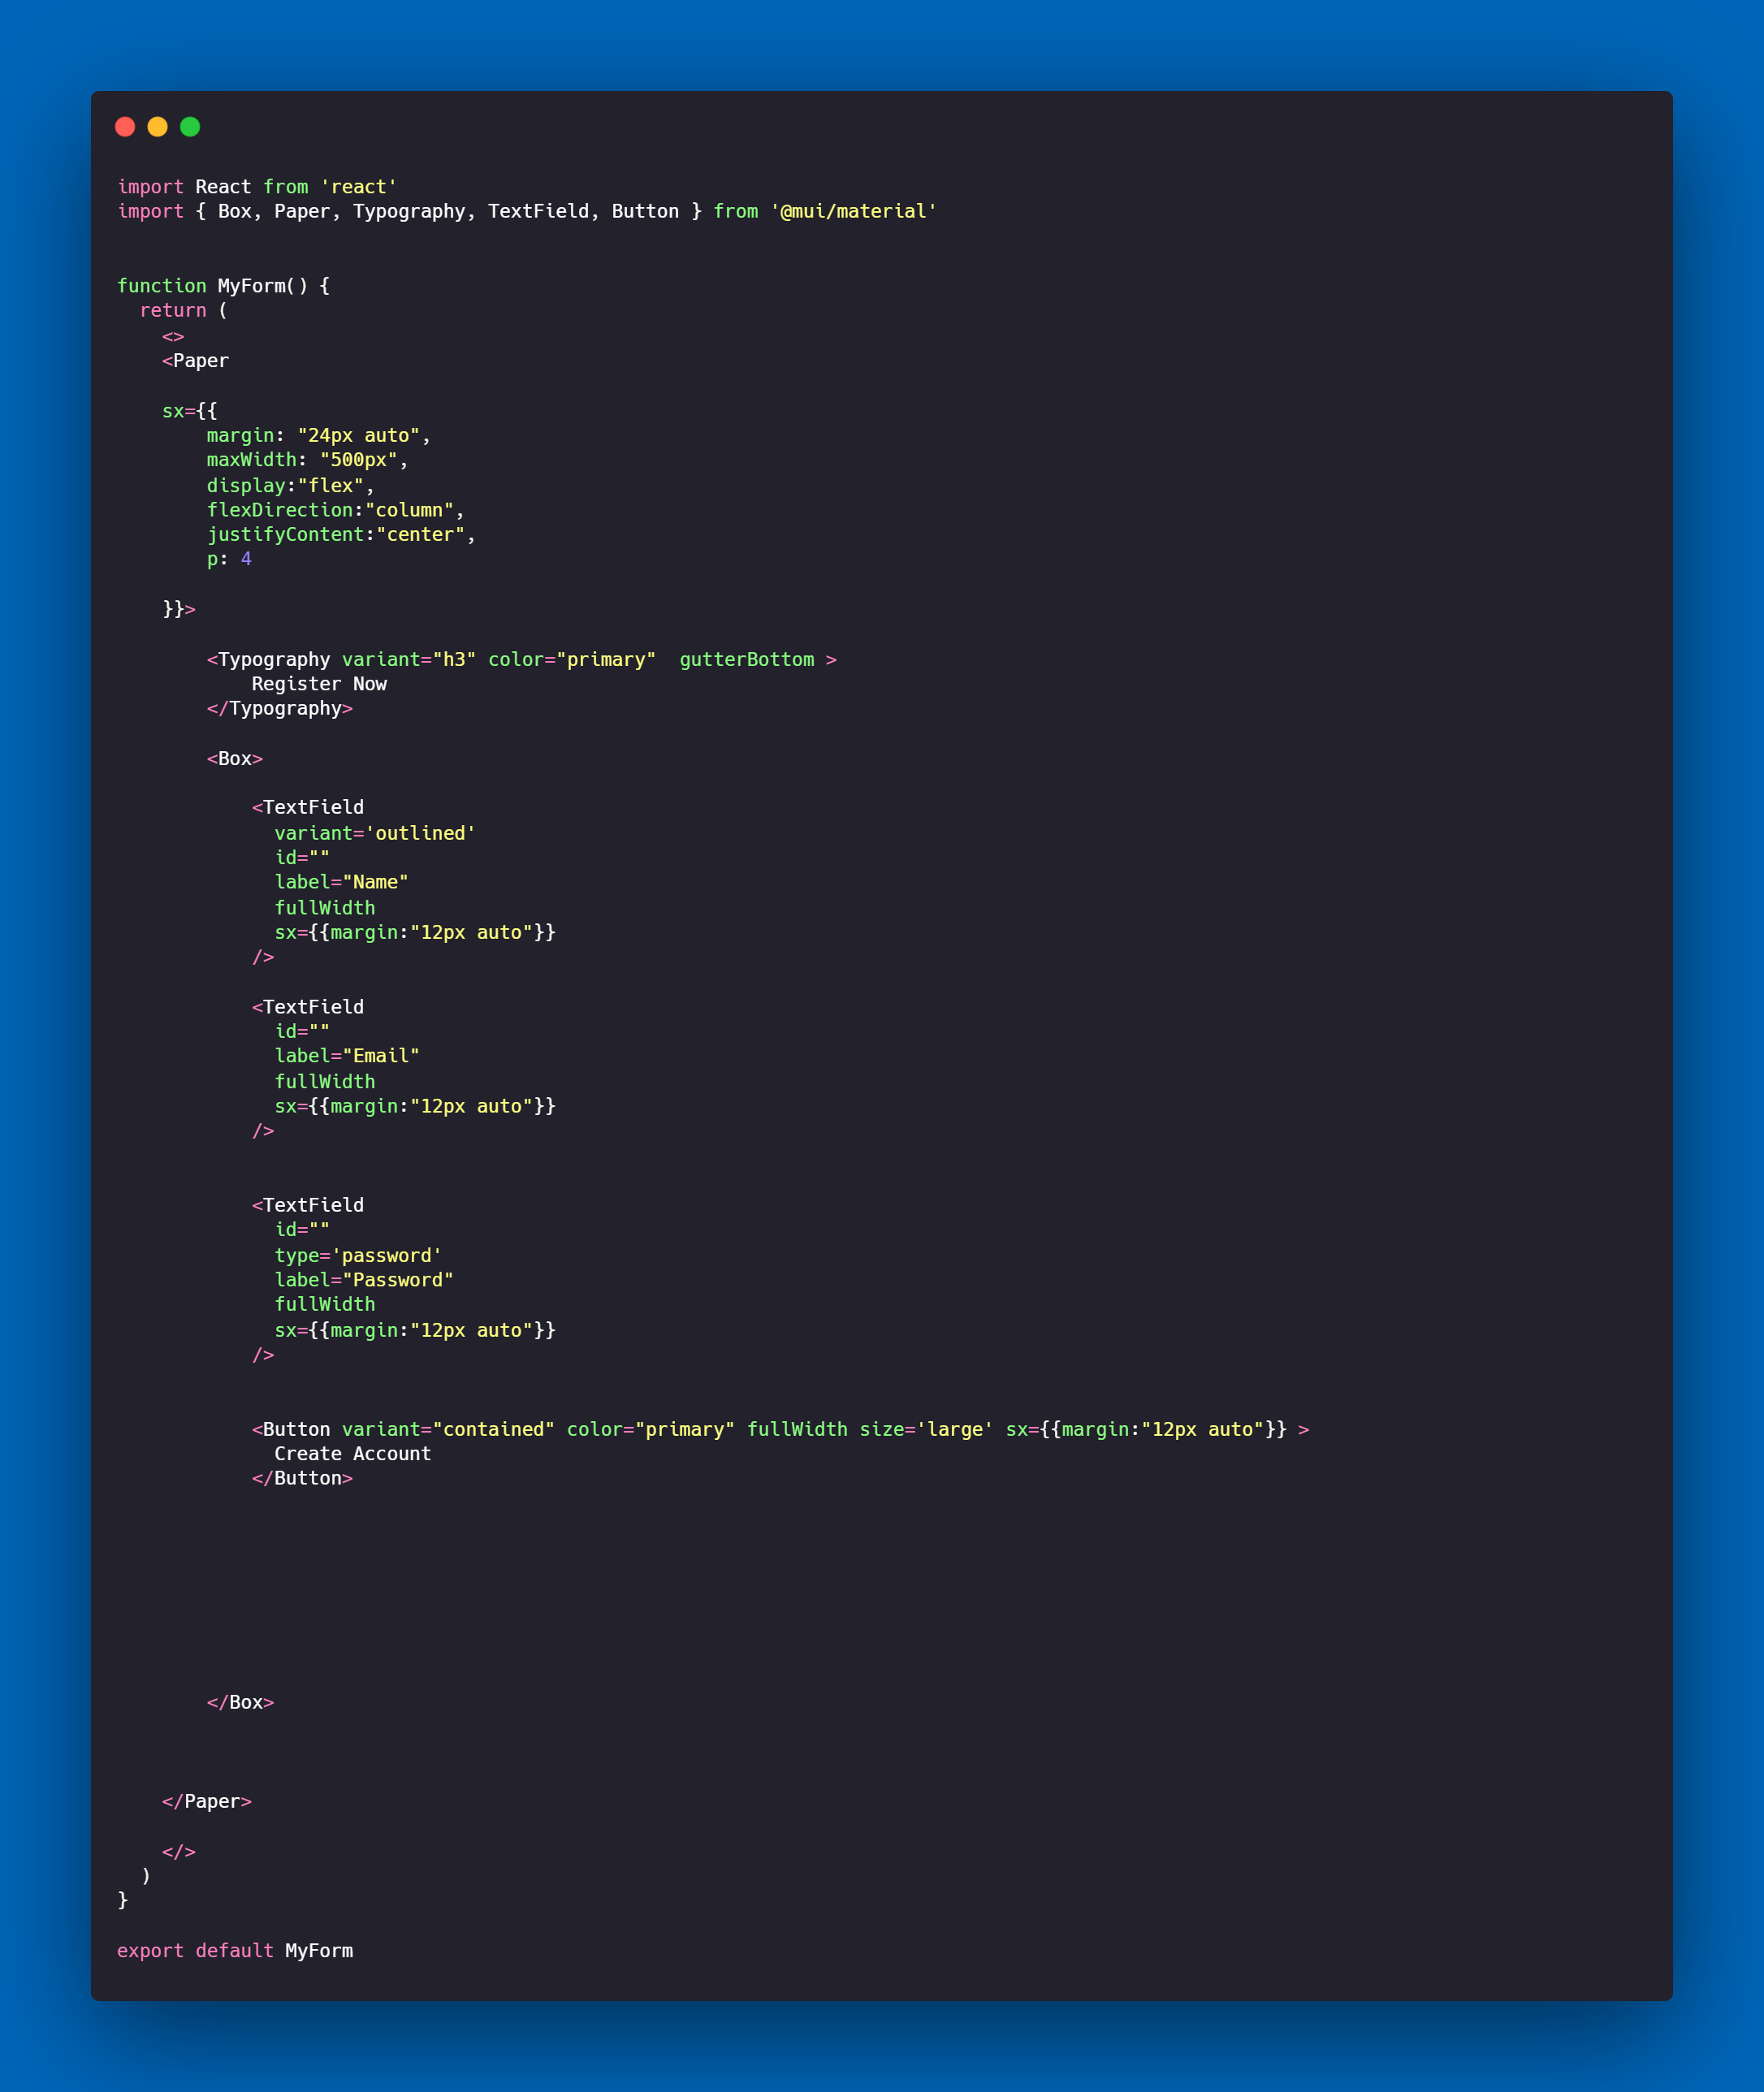 import React from 'react'
import { Box, Paper, Typography, TextField, Button } from '@mui/material'
function MyForm() {
  return (
    <>
    <Paper
    sx={{
        margin: "24px auto",
        maxWidth: "500px",
        display:"flex",
        flexDirection:"column",
        justifyContent:"center",
        p: 4
    }}>
        <Typography variant="h3" color="primary"  gutterBottom >
            Register Now
        </Typography>
        <Box>
            <TextField
              variant='outlined'
              id=""
              label="Name"
              fullWidth
              sx={{margin:"12px auto"}}
            />
            <TextField
              id=""
              label="Email"
              fullWidth
              sx={{margin:"12px auto"}}
            />
            <TextField
              id=""
              type='password'
              label="Password"
              fullWidth
              sx={{margin:"12px auto"}}
            />
            <Button variant="contained" color="primary" fullWidth size='large' sx={{margin:"12px auto"}} >
              Create Account
            </Button>
        </Box>
    </Paper>
    </>
  )
}
export default MyForm